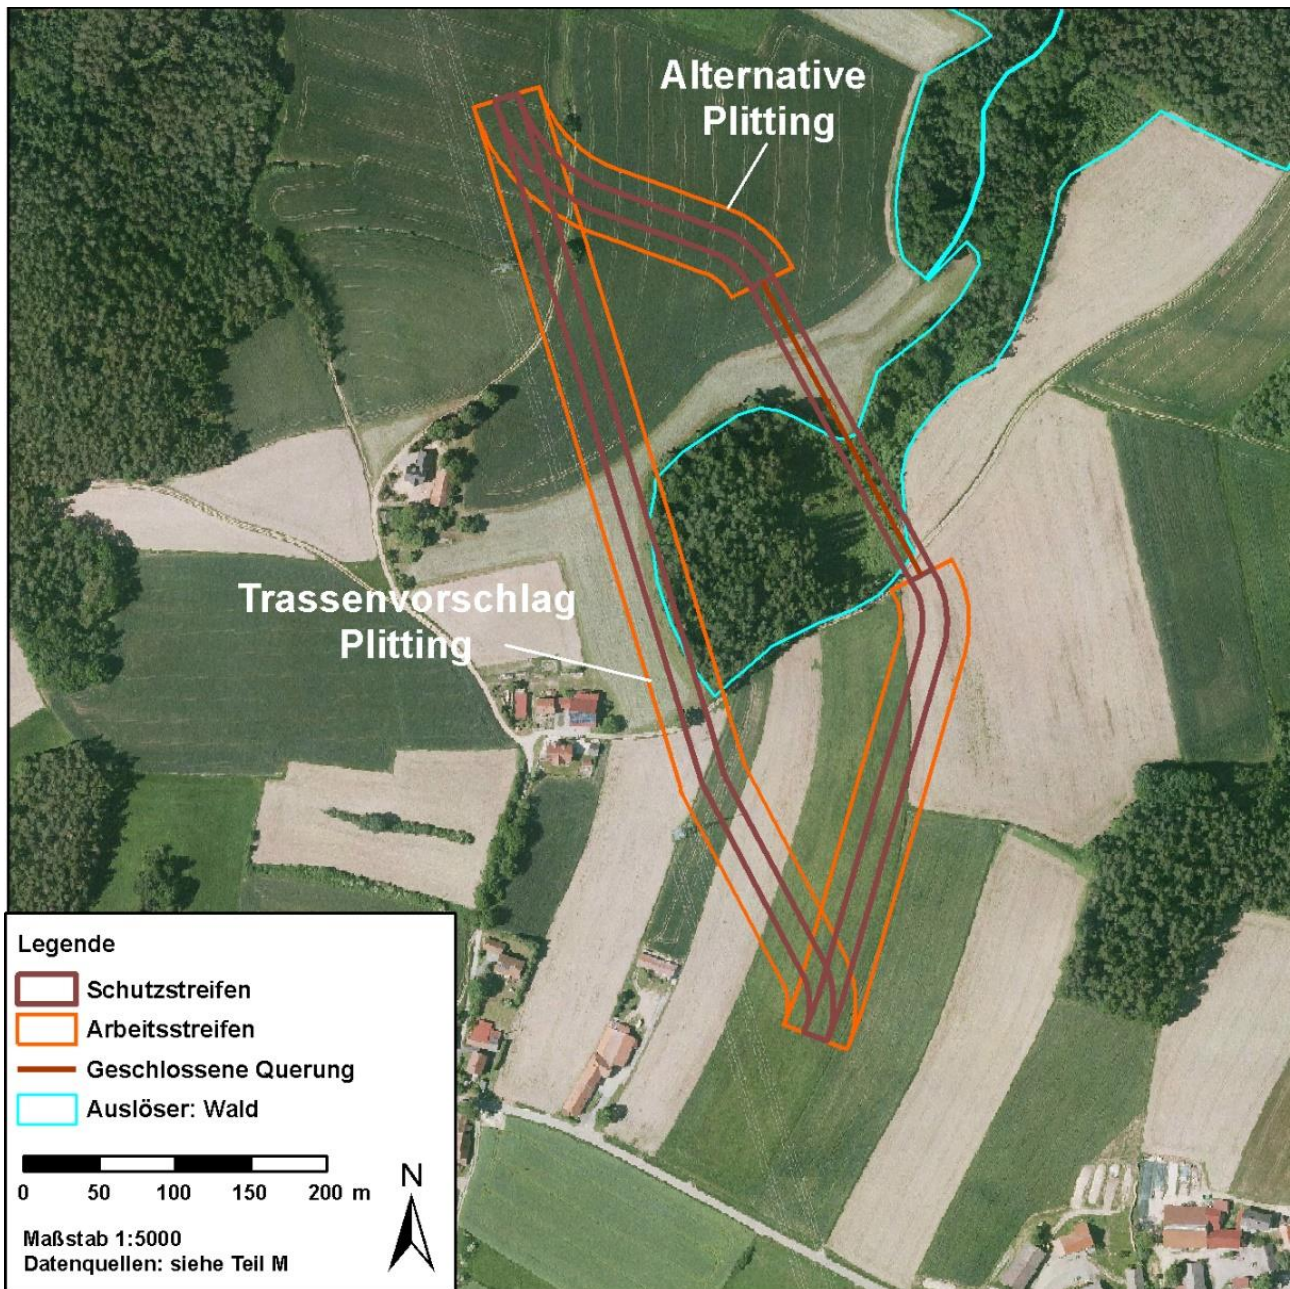 Alternative
Plitting
Trassenvorschlag
Plitting
Legende
Schutzstreifen
Arbeitsstreifen
Geschlossene Querung
Auslöser: Wald
0 50 100 150 200 m
N
Maßstab 1:5000
Datenquellen: siehe Teil M